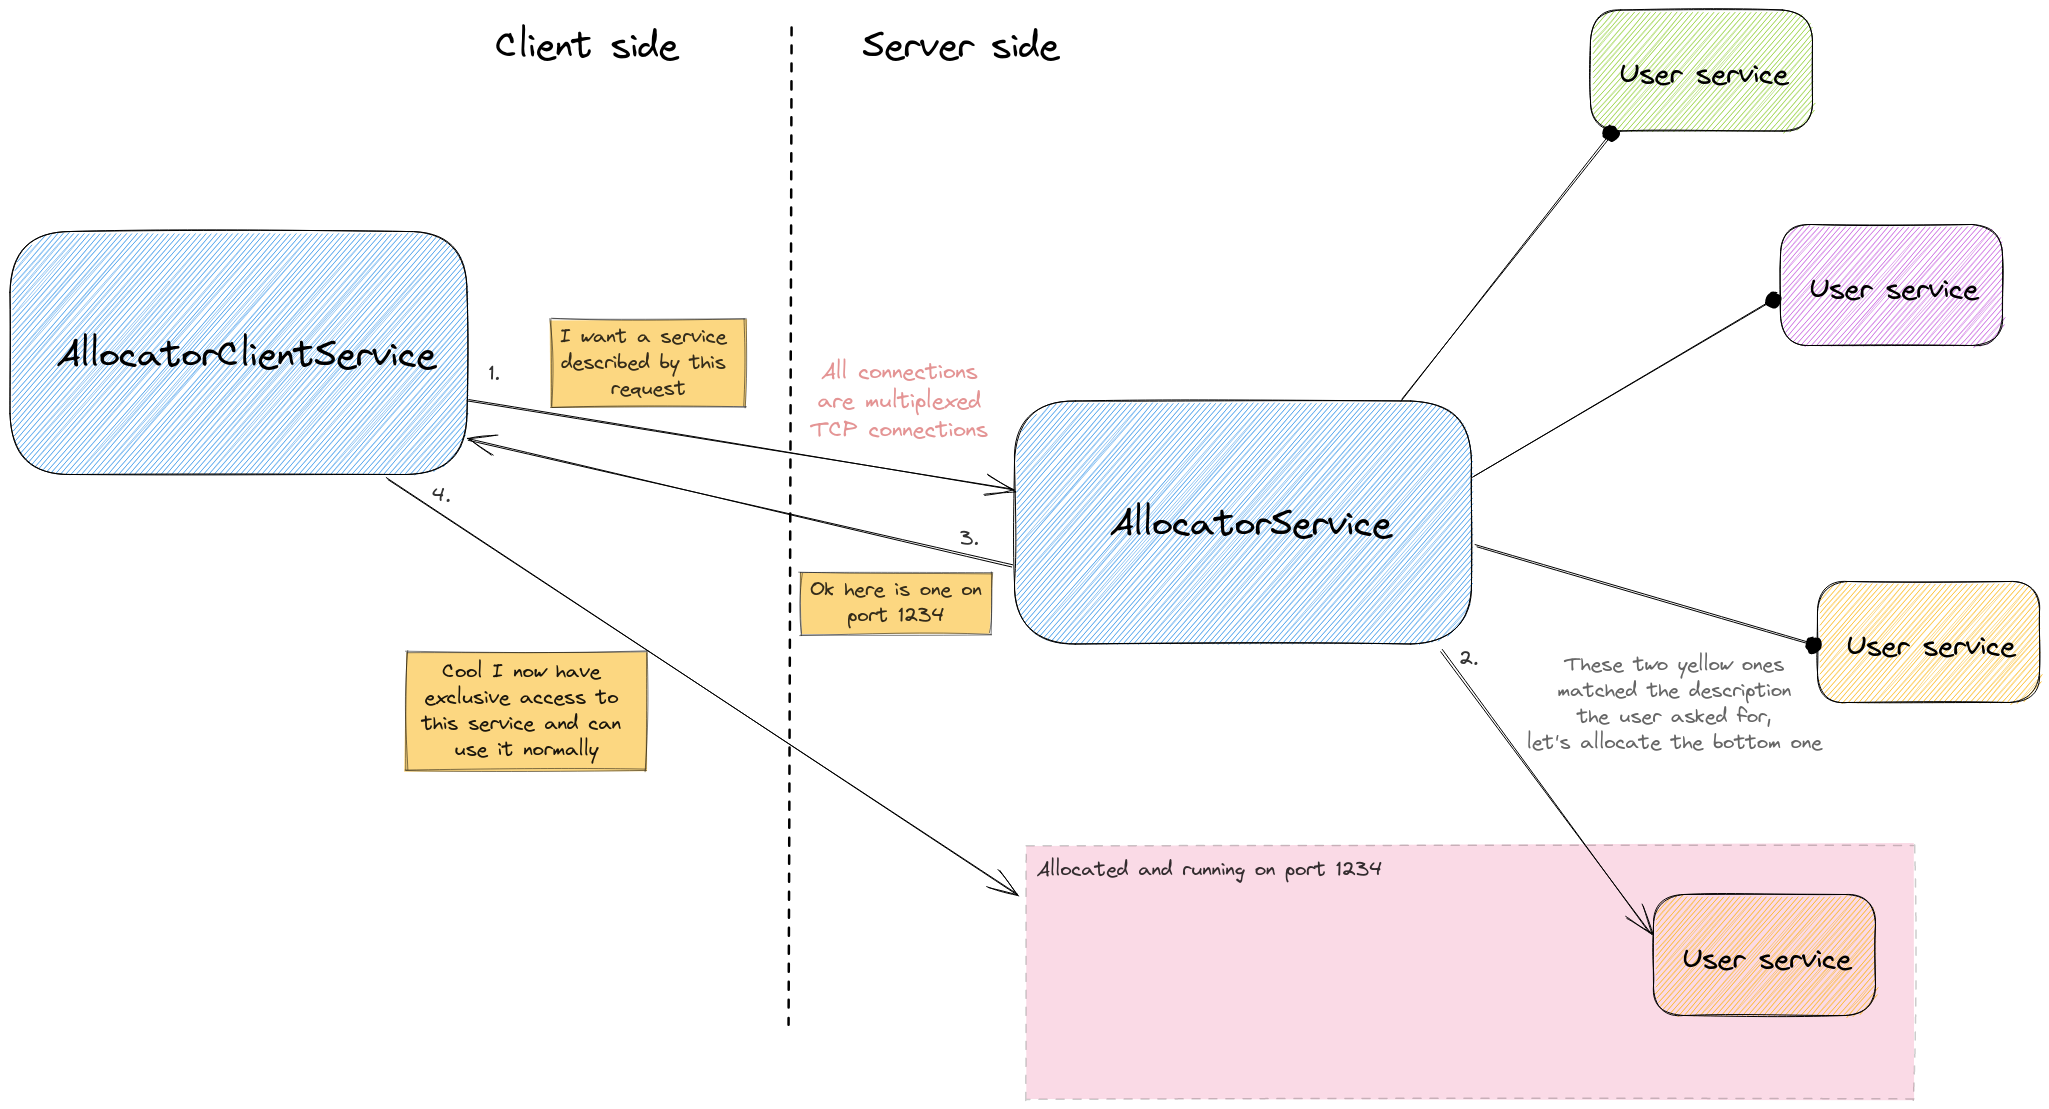 Client side
Server side
User service
User service
AllocatorClientService
1.
I want a service
described by this
request
All connections
are multiplexed
TCP connections
4.
3.
AllocatorService
Ok here is one on
port 1234
User service
2.
These two yellow ones
matched the description
the user asked for,
let's allocate the bottom one
Cool I now have
exclusive access to
this service and can
use it normally
Allocated and running on port 1234
User service